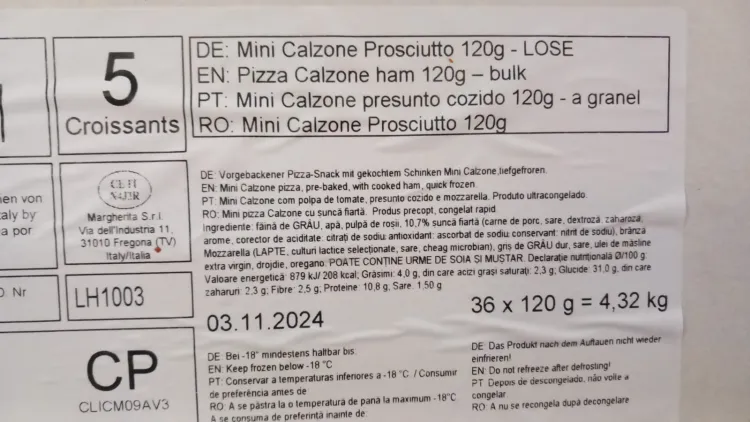 5
Croissants
DE: Mini Calzone Prosciutto 120g - LOSE
EN: Pizza Calzone ham 120g – bulk
PT: Mini Calzone presunto cozido 120g - a granel
RO: Mini Calzone Prosciutto 120g
en von
aly by
a por
Margherita S.r.l.
Via dell'Industria 11,
31010 Fregona (TV)
Italy/Italia
DE: Vorgebackener Pizza-Snack mit gekochtem Schinken Mini Calzone,tiefgefroren.
EN: Mini Calzone pizza, pre-baked, with cooked ham, quick frozen.
PT: Mini Calzone com polpa de tomate, presunto cozido e mozzarella. Produto ultracongelado.
RO: Mini pizza Calzone cu suncă fiartă. Produs precopt, congelat rapid
Ingrediente: făină de GRÂU, apă, pulpă de roșii, 10,7% suncă fiartă (carne de porc, sare, dextroză, zaharoza,
arome, corector de aciditate: citrați de sodiu; antioxidant: ascorbat de sodiu, conservant: nitrit de sodiu), brânză
Mozzarella (LAPTE, culturi lactice selecționate, sare, cheag microbian), griș de GRÂU dur, sare, ulei de măsline
extra virgin, drojdie, oregano. POATE CONȚINE URME DE SOIA ȘI MUȘTAR. Declarație nutrițională Ø/100 g:
Valoare energetică: 879 kJ/ 208 kcal; Grăsimi: 4,0 g, din care acizi grași saturați: 2,3 g; Glucide: 31,0 g, din care
zaharuri: 2,3 g; Fibre: 2,5 g; Proteine: 10,8 g, Sare: 1,50 g
Nr
LH1003
03.11.2024
36 x 120 g = 4,32 kg
CP
CLICM09AV3
DE: Bei -18° mindestens haltbar bis:
EN: Keep frozen below -18 °C
PT: Conservar a temperaturas inferiores a -18 °C. / Consumir
de preferência antes de
RO: A se păstra la o temperatură de până la maximum -18°C
A se consuma de preferință înainte de:
DE: Das Produkt nach dem Auftauen nicht wieder
einfrieren!
EN: Do not refreeze after defrosting!
PT: Depois de descongelado, não volte a
congelar.
RO: A nu se recongela după decongelare